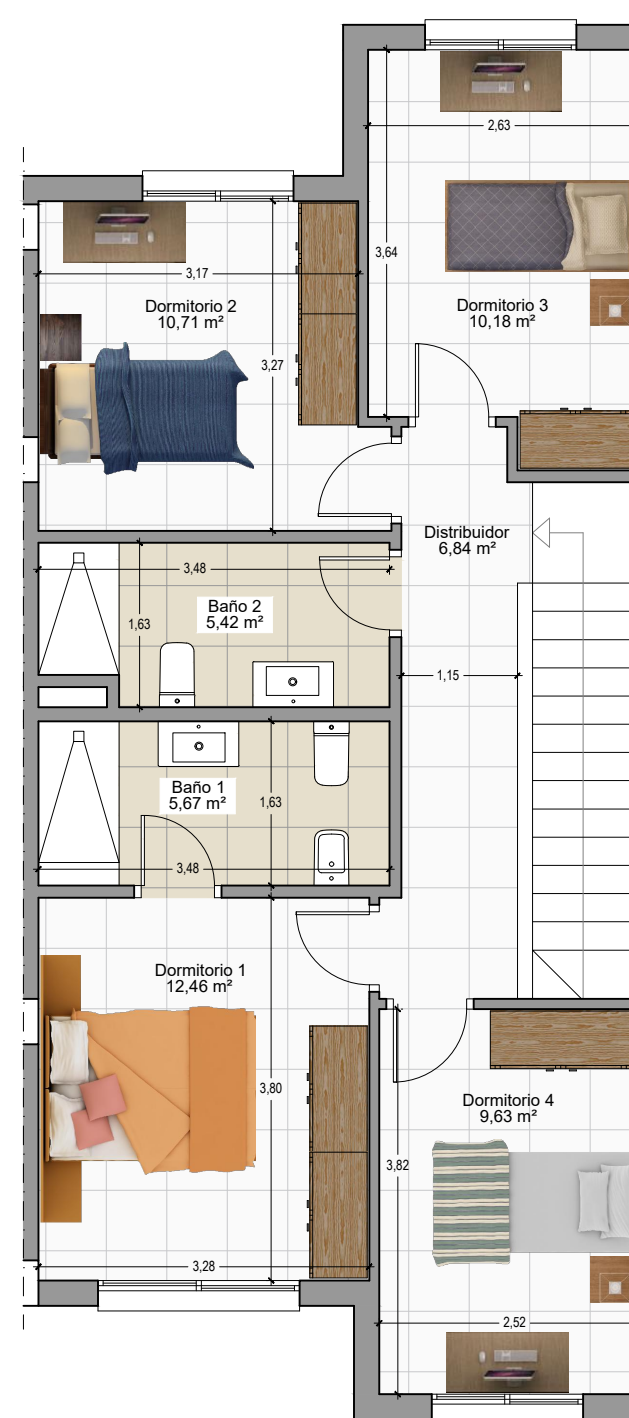 2,63
3,64
3,17
Dormitorio 2
10,71 m²
Dormitorio 3
10,18 m²
3,27
Distribuidor
6,84 m²
3,48
Baño 2
5,42 m²
1,63
1,15
Baño 1
5,67 m²
1,63
3,48
Dormitorio 1
12,46 m²
3,80
Dormitorio 4
9,63 m²
3,82
3,28
2,52